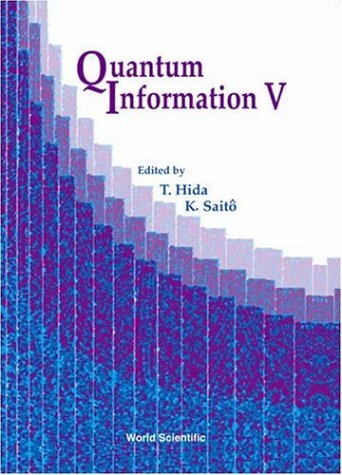 Quantum
Information V
Edited by
T. Hida
K. Saitô
World Scientific